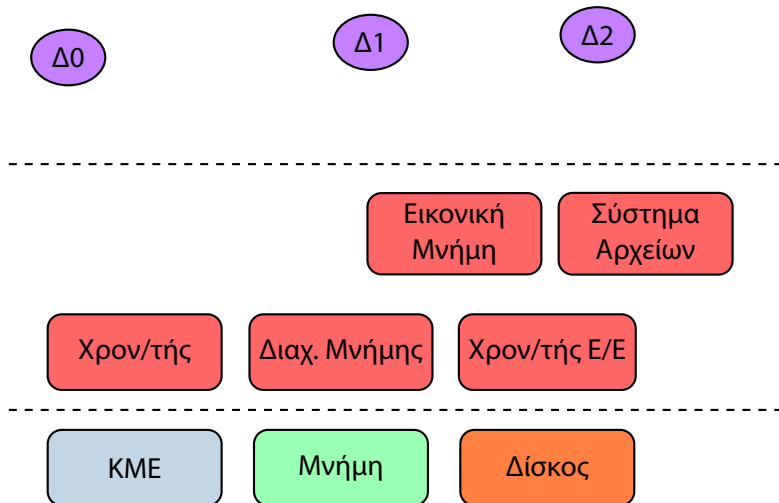 Δ0
Δ1
Δ2
Εικονική
Μνήμη
Σύστημα
Αρχείων
Χρον/τής
Διαχ. Μνήμης
Χρον/τής Ε/Ε
ΚΜΕ
Μνήμη
Δίσκος